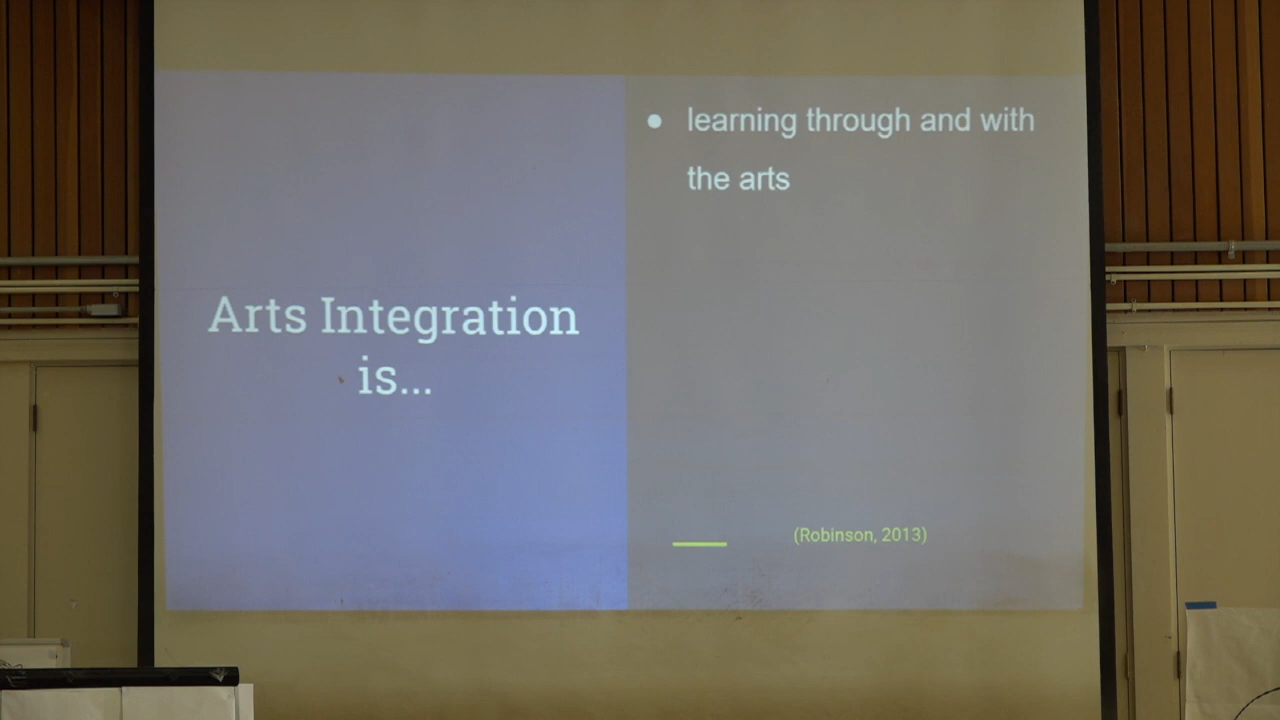 Arts Integration
is...
● learning through and with
the arts
(Robinson, 2013)